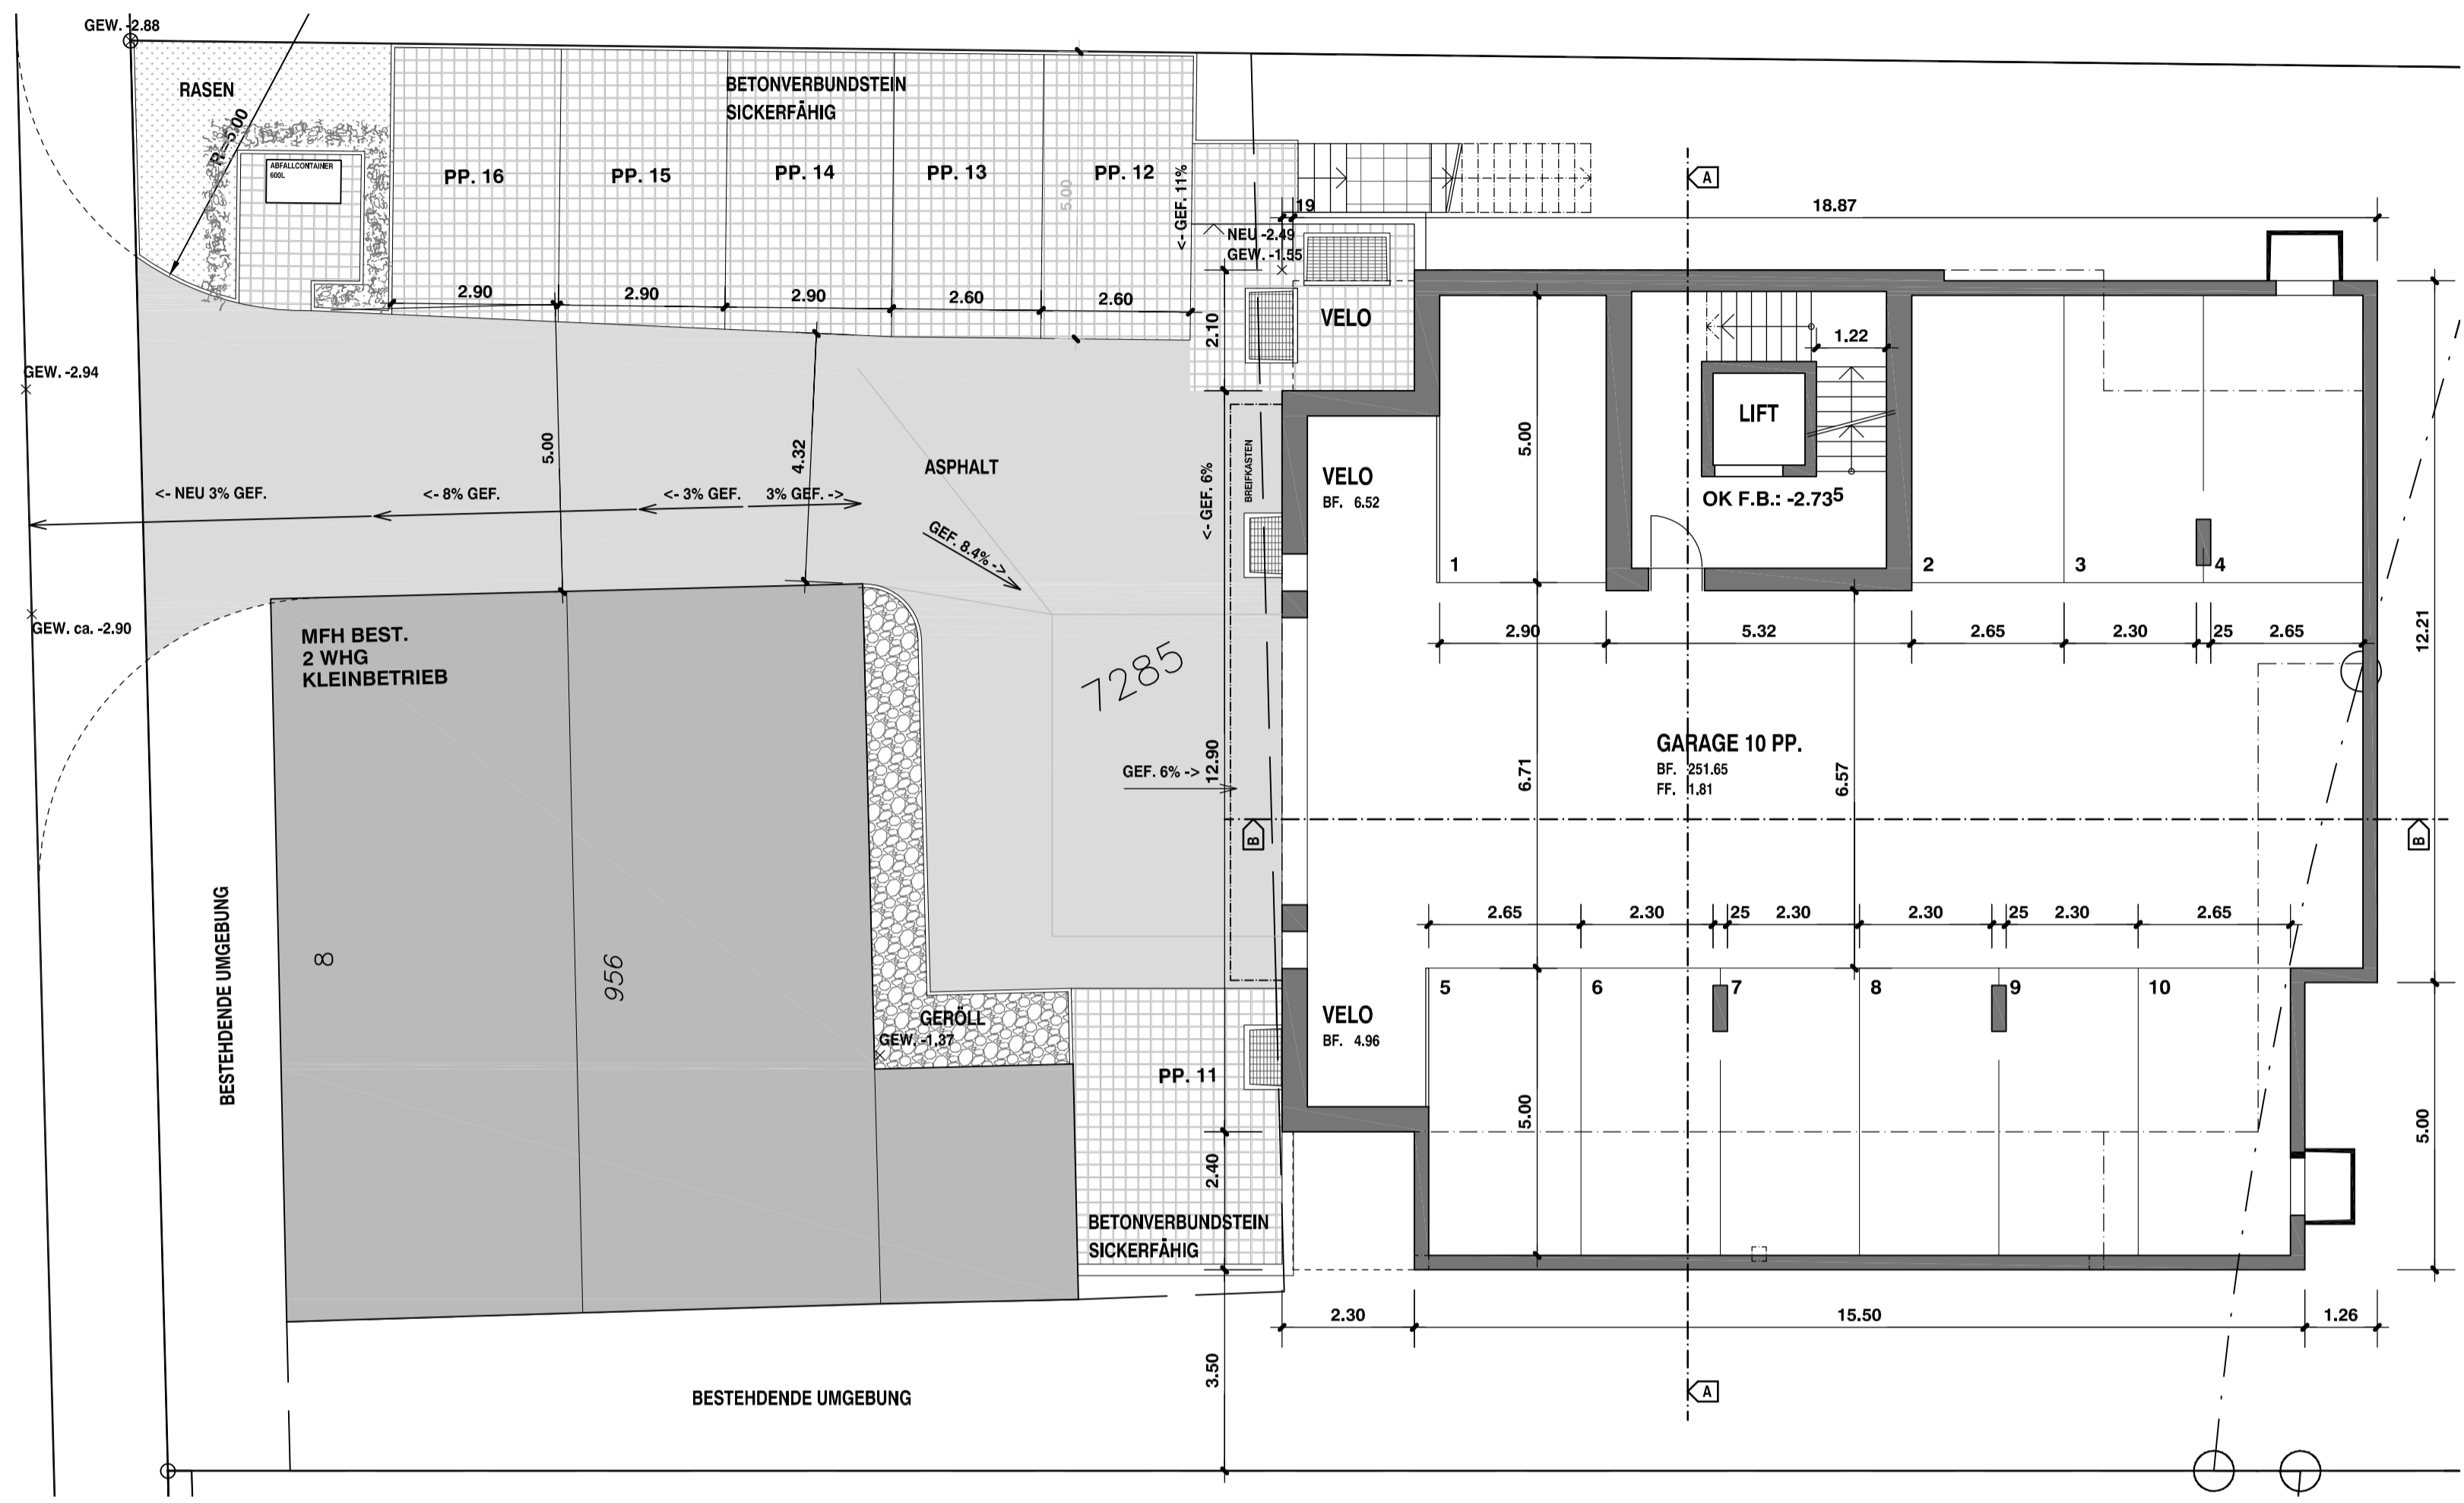 GEW. -2.88
RASEN
R=5.00
ABFALLCONTAINER
600L
BETONVERBUNDSTEIN
SICKERFÄHIG
PP. 16
PP. 15
PP. 14
PP. 13
PP. 12
5.00
<- GEF. 11%
2.90
2.90
2.90
2.60
2.60
A
19
18.87
NEU -2.49
GEW. -1.55
VELO
2.10
1.22
LIFT
OK F.B.: -2.73⁵
GEW. -2.94
5.00
4.32
ASPHALT
<- NEU 3% GEF.
<- 8% GEF.
<- 3% GEF.
3% GEF. ->
GEF. 8.4% ->
<- GEF. 6%
BREIFKASTEN
VELO
BF. 6.52
5.00
1
2
3
4
GEW. ca. -2.90
MFH BEST.
2 WHG
KLEINBETRIEB
7285
2.90
5.32
2.65
2.30
25
2.65
12.21
GARAGE 10 PP.
BF. 251.65
FF. 1.81
6.71
6.57
GEF. 6% ->
12.90
B
B
BESTEHDENDE UMGEBUNG
8
956
2.65
2.30
25
2.30
2.30
25
2.30
2.65
5
6
7
8
9
10
GERÖLL
GEW. -1.37
VELO
BF. 4.96
PP. 11
5.00
5.00
2.40
BETONVERBUNDSTEIN
SICKERFÄHIG
2.30
15.50
1.26
3.50
BESTEHDENDE UMGEBUNG
A